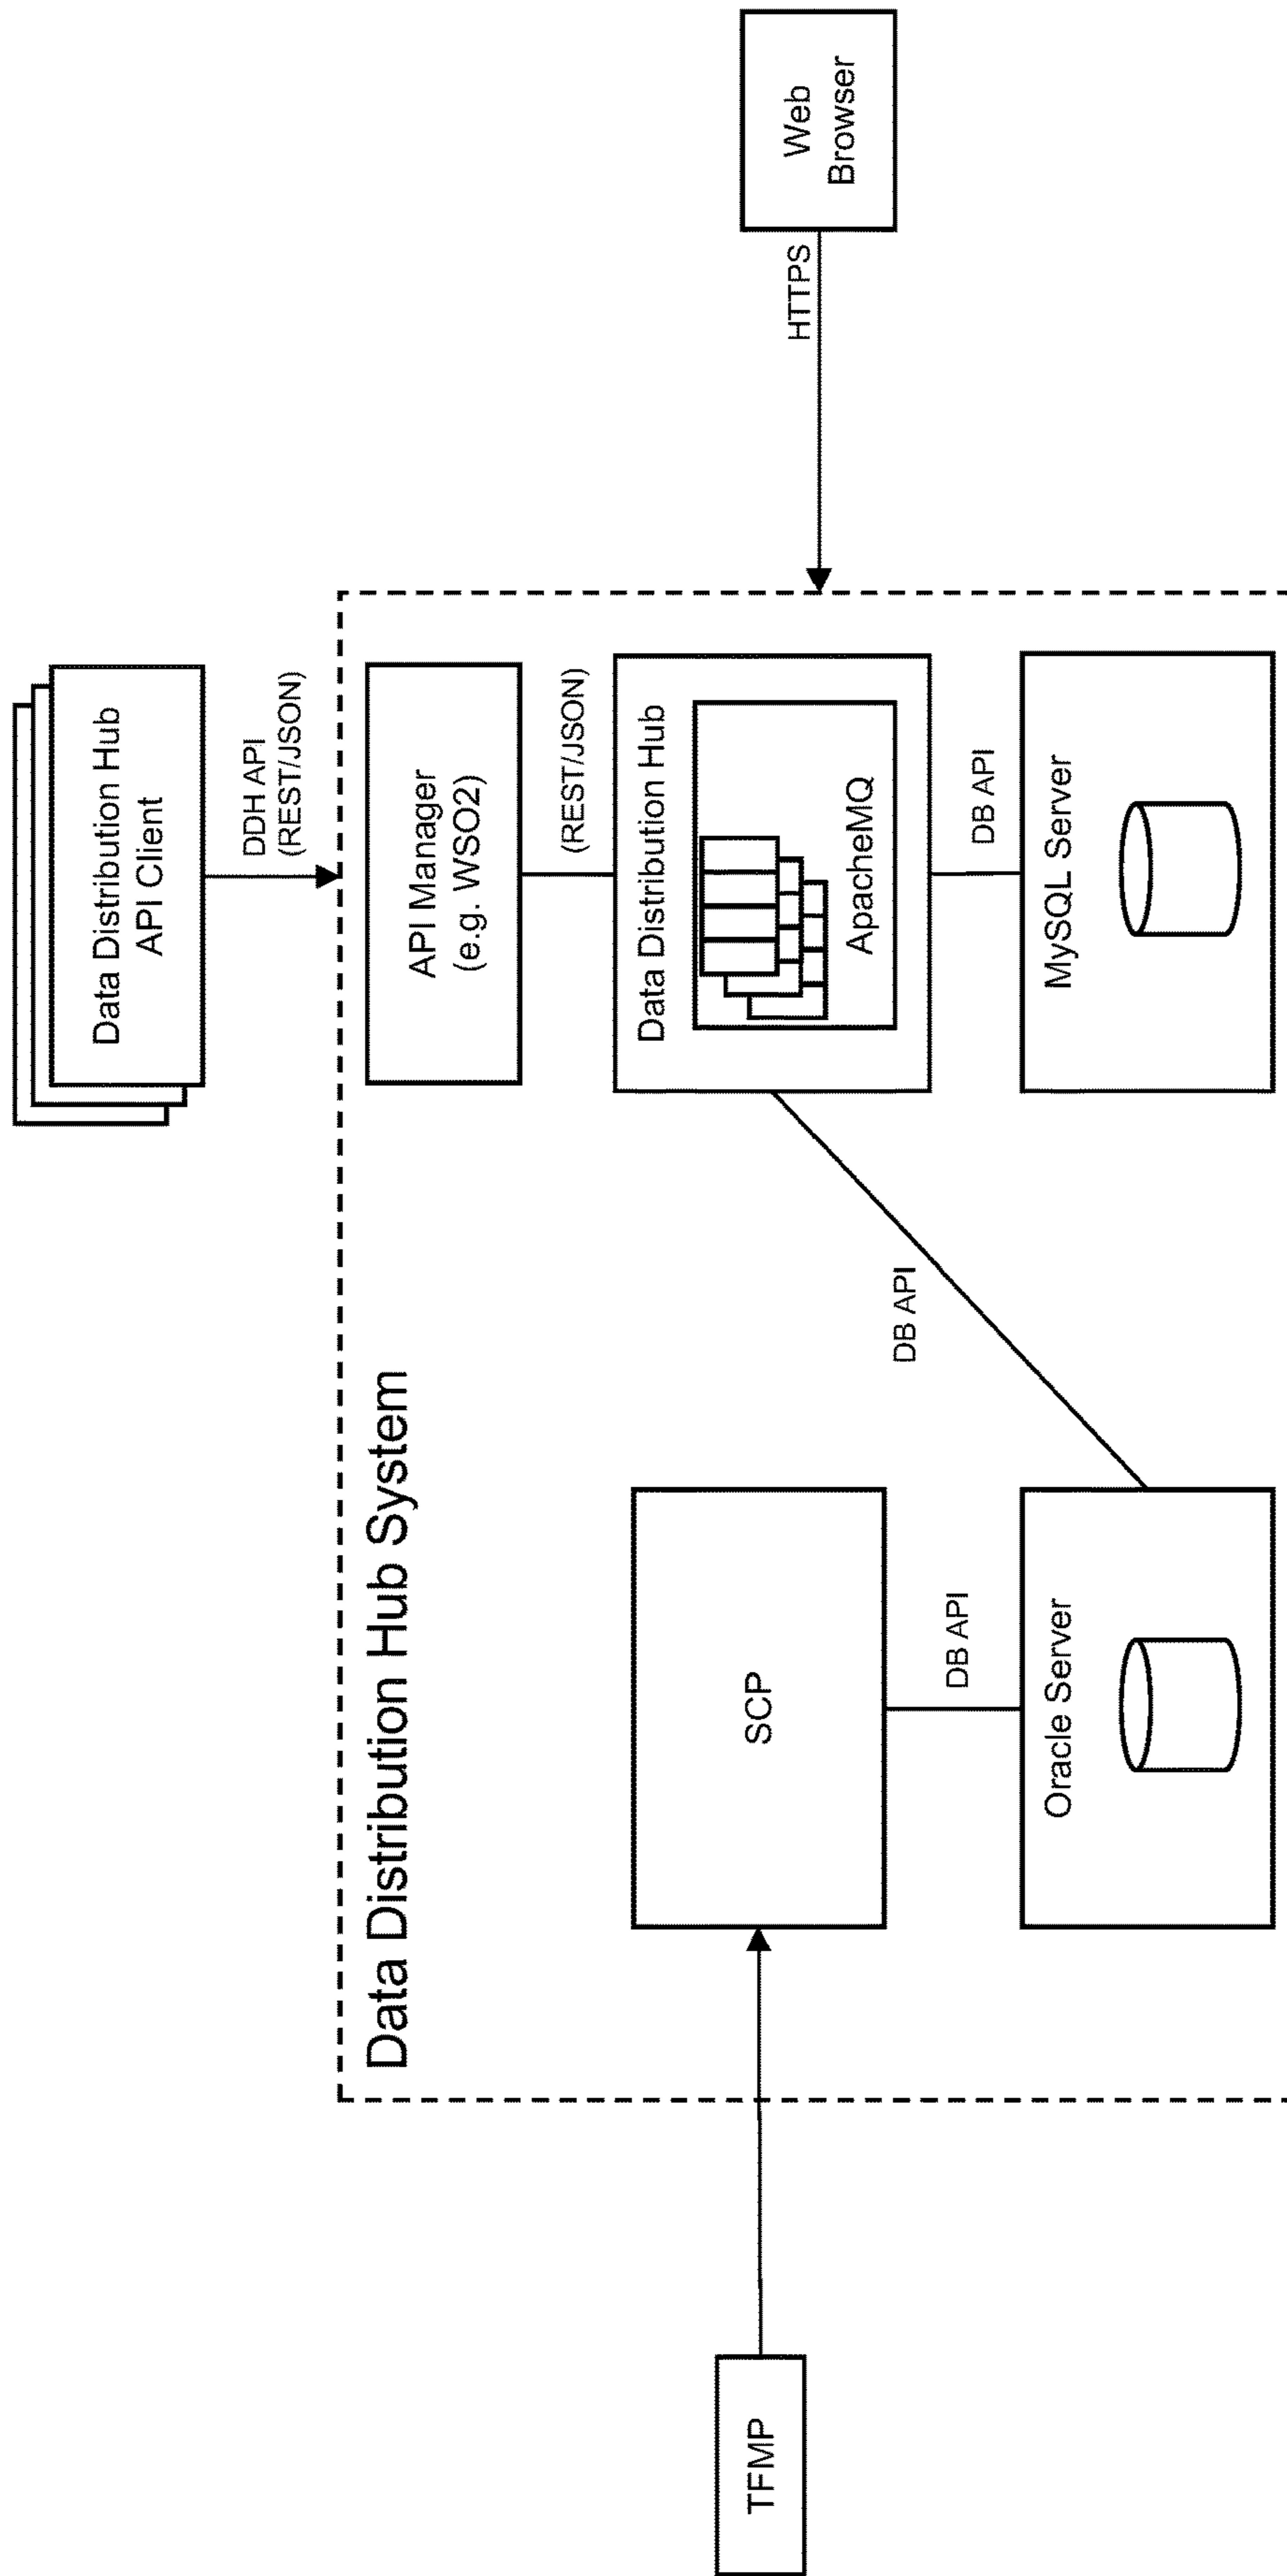 Data Distribution Hub
API Client
DDH API
(REST/JSON)
Data Distribution Hub System
API Manager
(e.g. WSO2)
(REST/JSON)
Data Distribution Hub
ApacheMQ
HTTPS
Web
Browser
TFMP
SCP
DB API
DB API
DB API
Oracle Server
MySQL Server